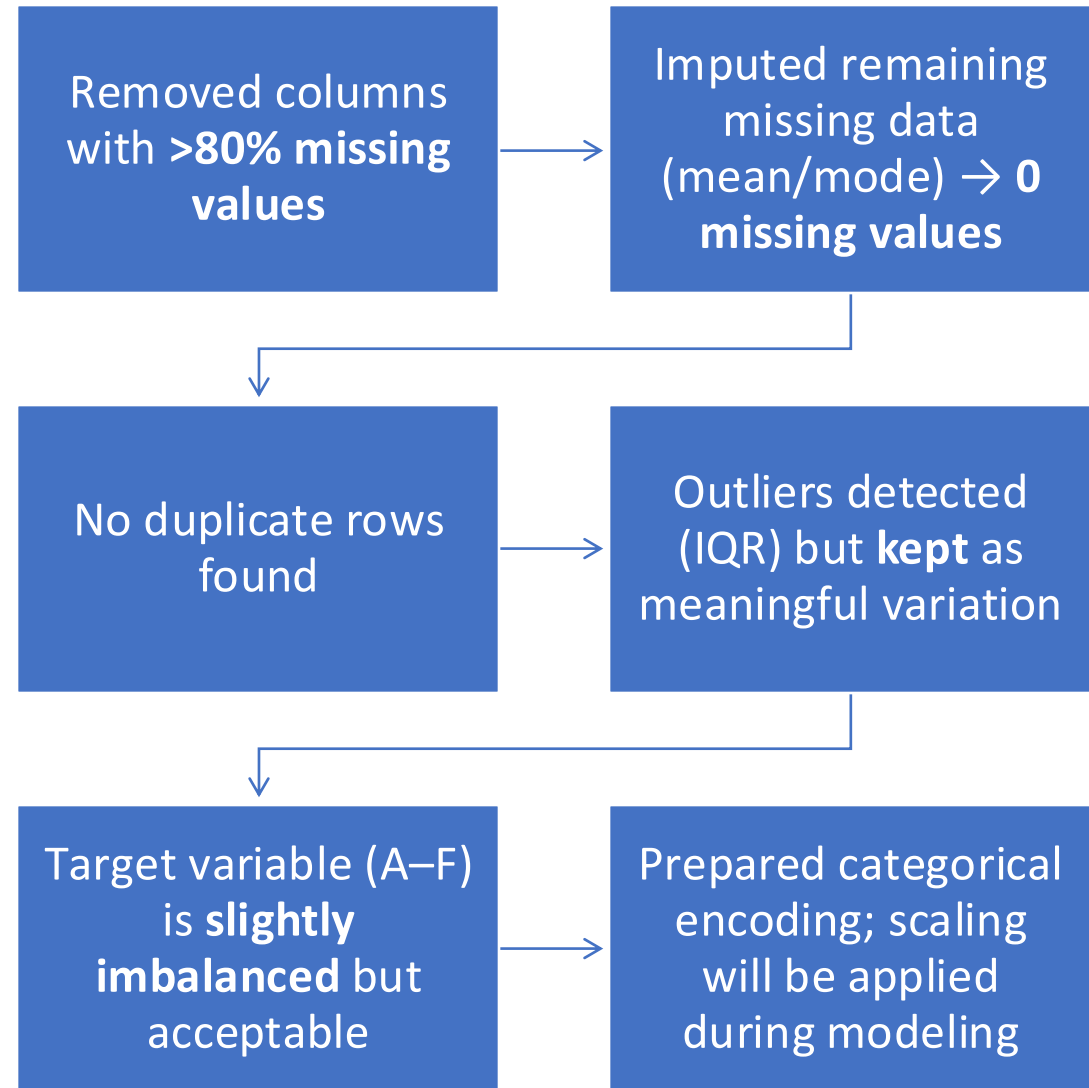 Removed columns
with >80% missing
values
Imputed remaining
missing data
(mean/mode) → 0
missing values
No duplicate rows
found
Outliers detected
(IQR) but kept as
meaningful variation
Target variable (A–F)
is slightly
imbalanced but
acceptable
Prepared categorical
encoding; scaling
will be applied
during modeling